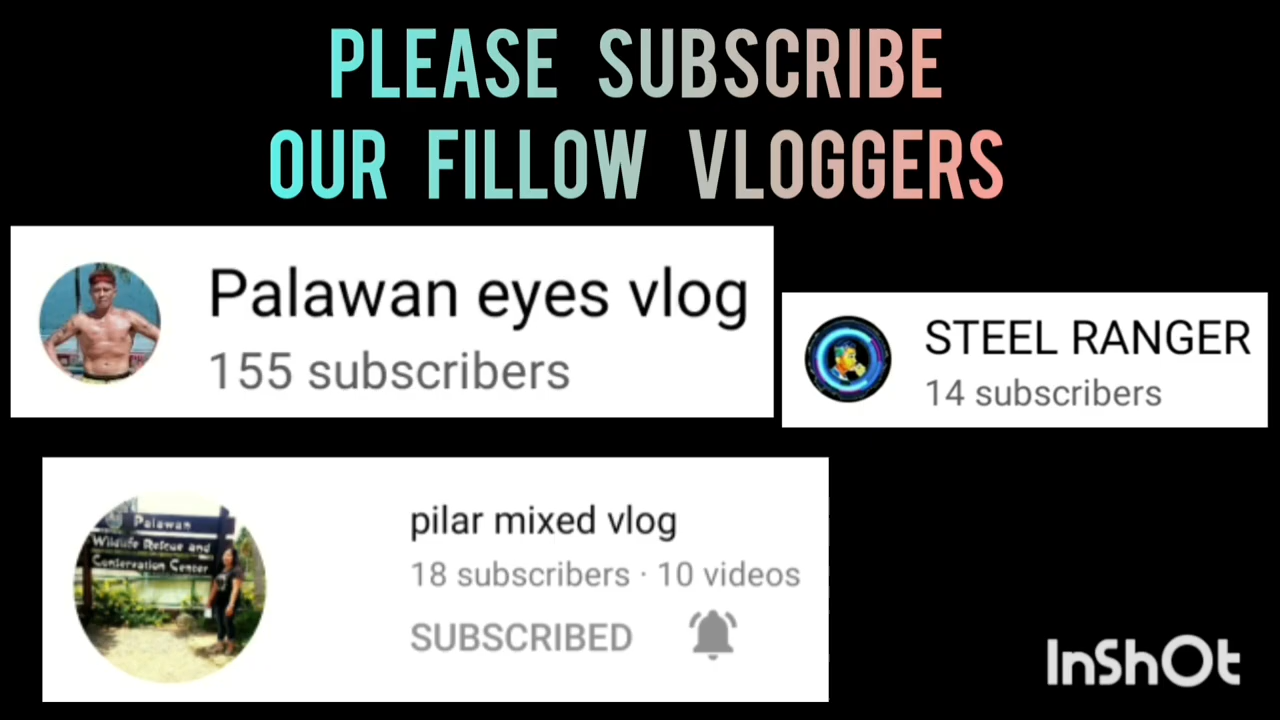 PLEASE SUBSCRIBE
OUR FILLOW VLOGGERS
Palawan eyes vlog
155 subscribers
STEEL RANGER
14 subscribers
Palawan
Wildlife Rescue and
Conservation Center
pilar mixed vlog
18 subscribers · 10 videos
SUBSCRIBED
InShOt